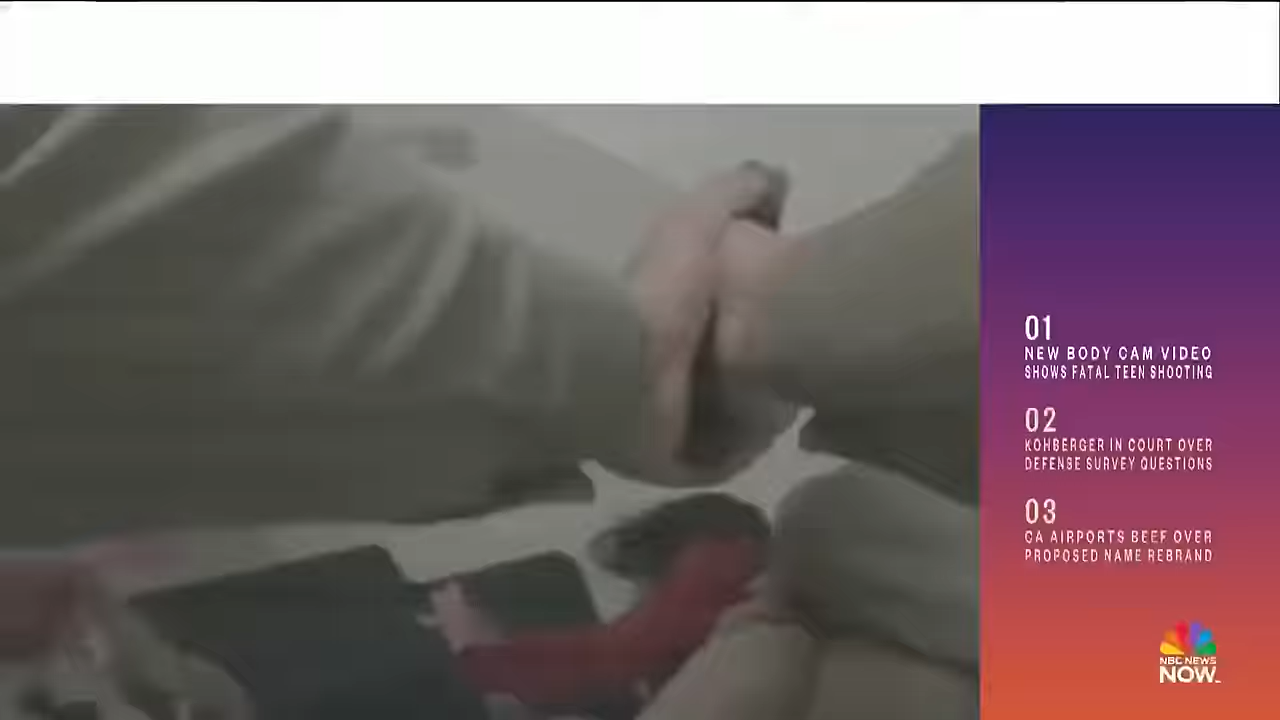 01
NEW BODY CAM VIDEO
SHOWS FATAL TEEN SHOOTING
02
KOHBERGER IN COURT OVER
DEFENSE SURVEY QUESTIONS
03
CA AIRPORTS BEEF OVER
PROPOSED NAME REBRAND
NBC NEWS
NOW